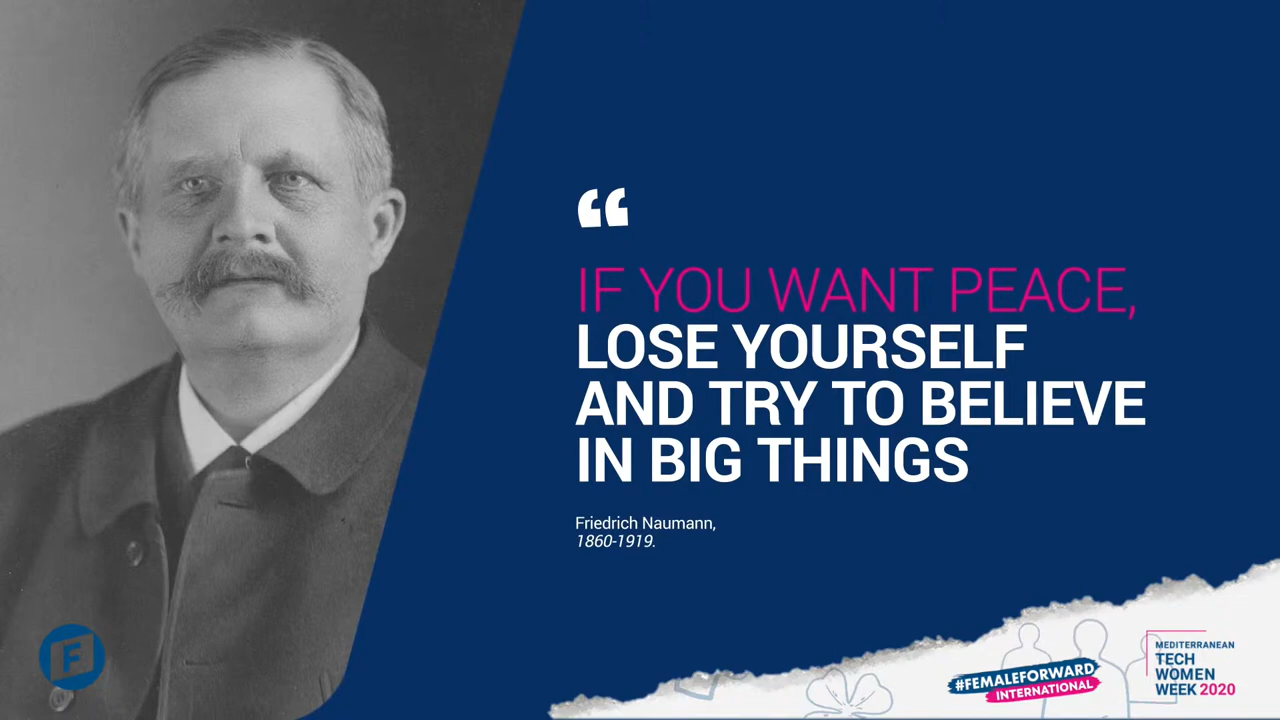 “
IF YOU WANT PEACE,
LOSE YOURSELF
AND TRY TO BELIEVE
IN BIG THINGS
Friedrich Naumann,
1860-1919.
F
#FEMALEFORWARD
INTERNATIONAL
MEDITERRANEAN
TECH
WOMEN
WEEK 2020